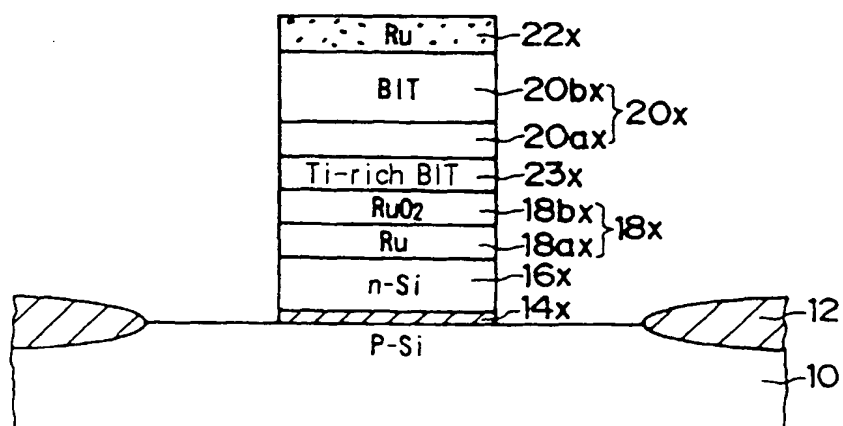 Ru 22x
BIT 20bx
20x
20ax
Ti-rich BIT 23x
RuO2 18bx
18x
Ru 18ax
n-Si 16x
14x
12
P-Si
10